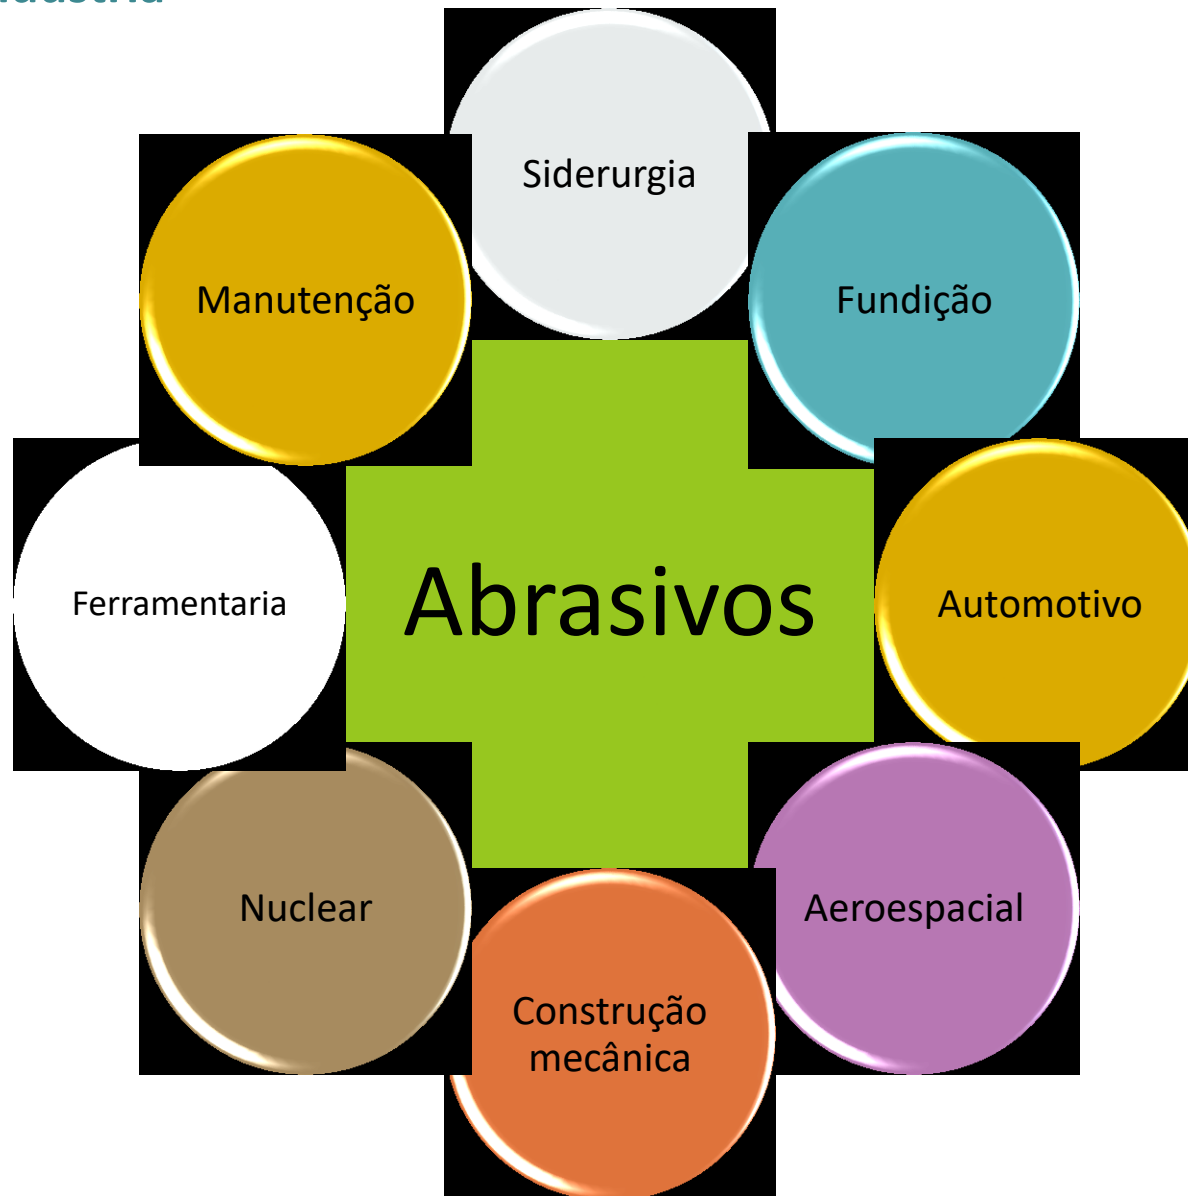 Siderurgia
Manutenção
Fundição
Ferramentaria
Abrasivos
Automotivo
Nuclear
Aeroespacial
Construção
mecânica